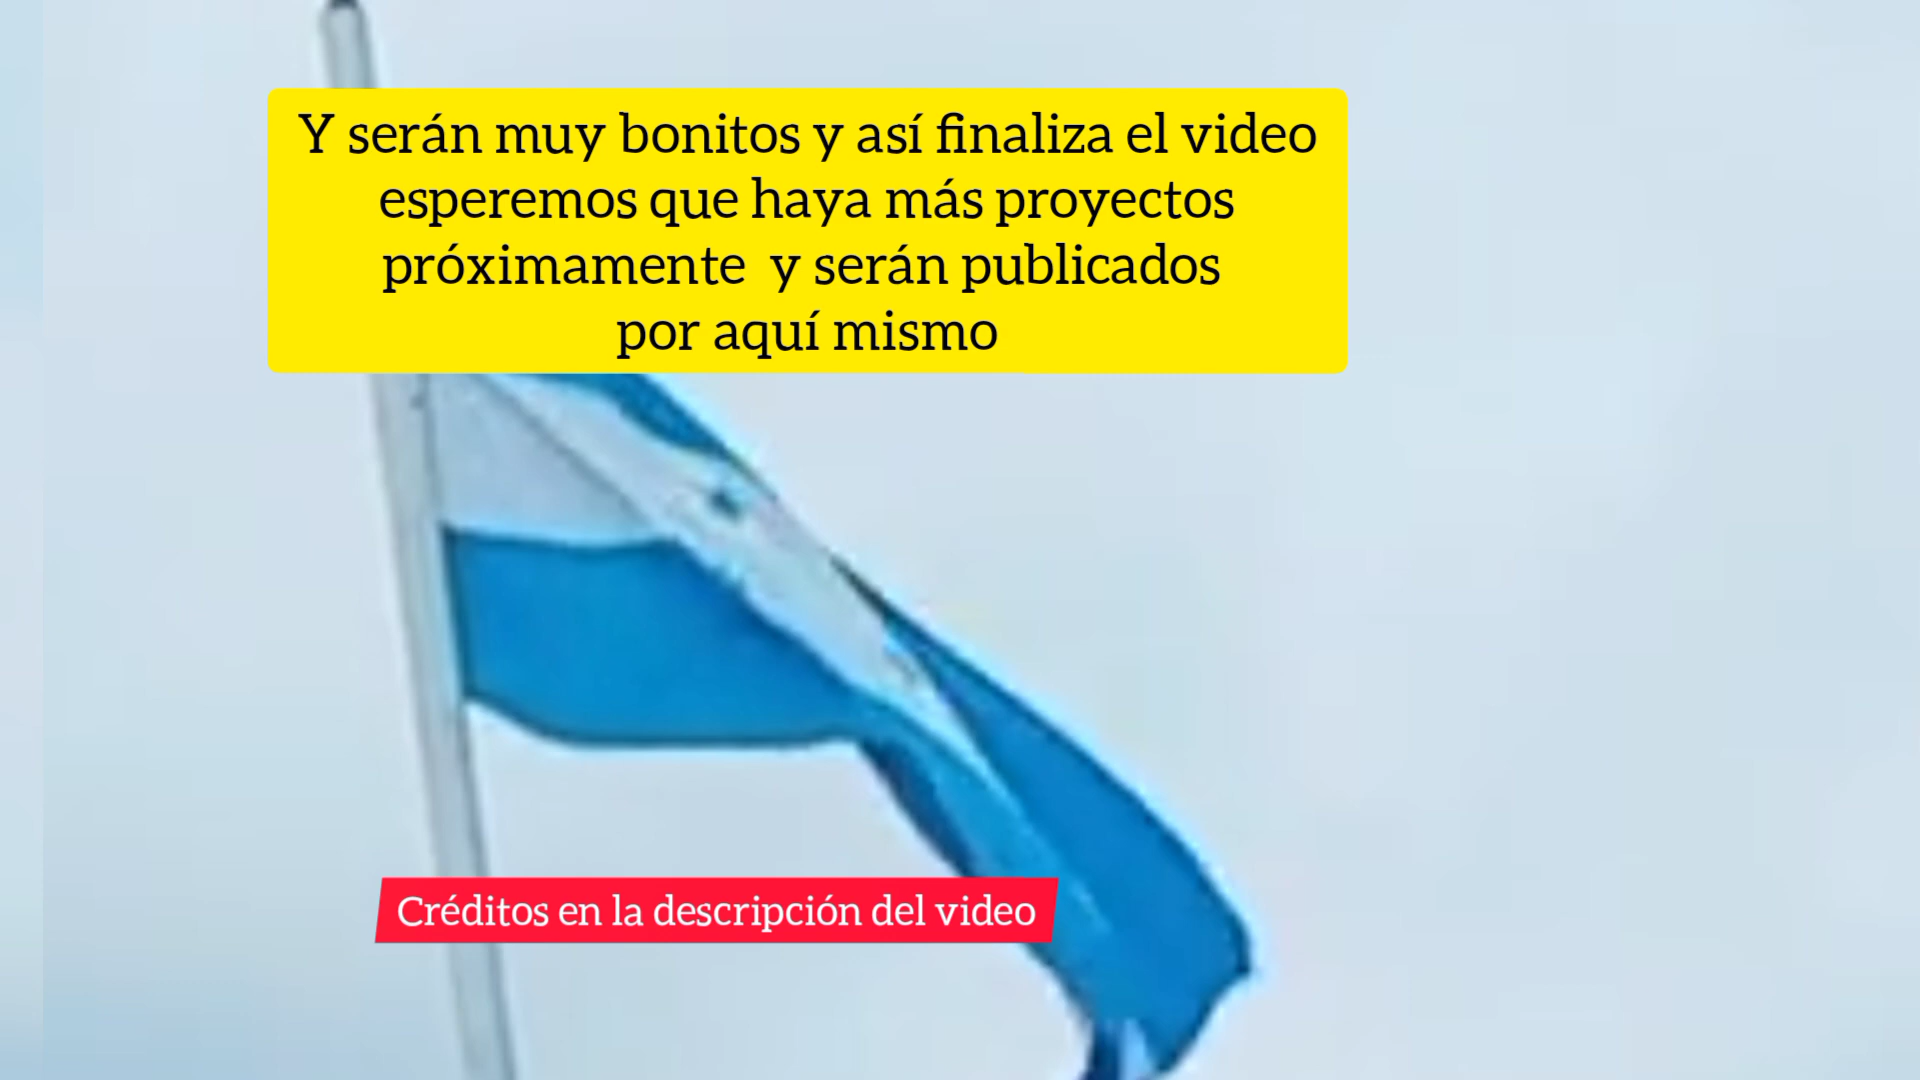 Y serán muy bonitos y así finaliza el video
esperemos que haya más proyectos
próximamente  y serán publicados
por aquí mismo
Créditos en la descripción del video